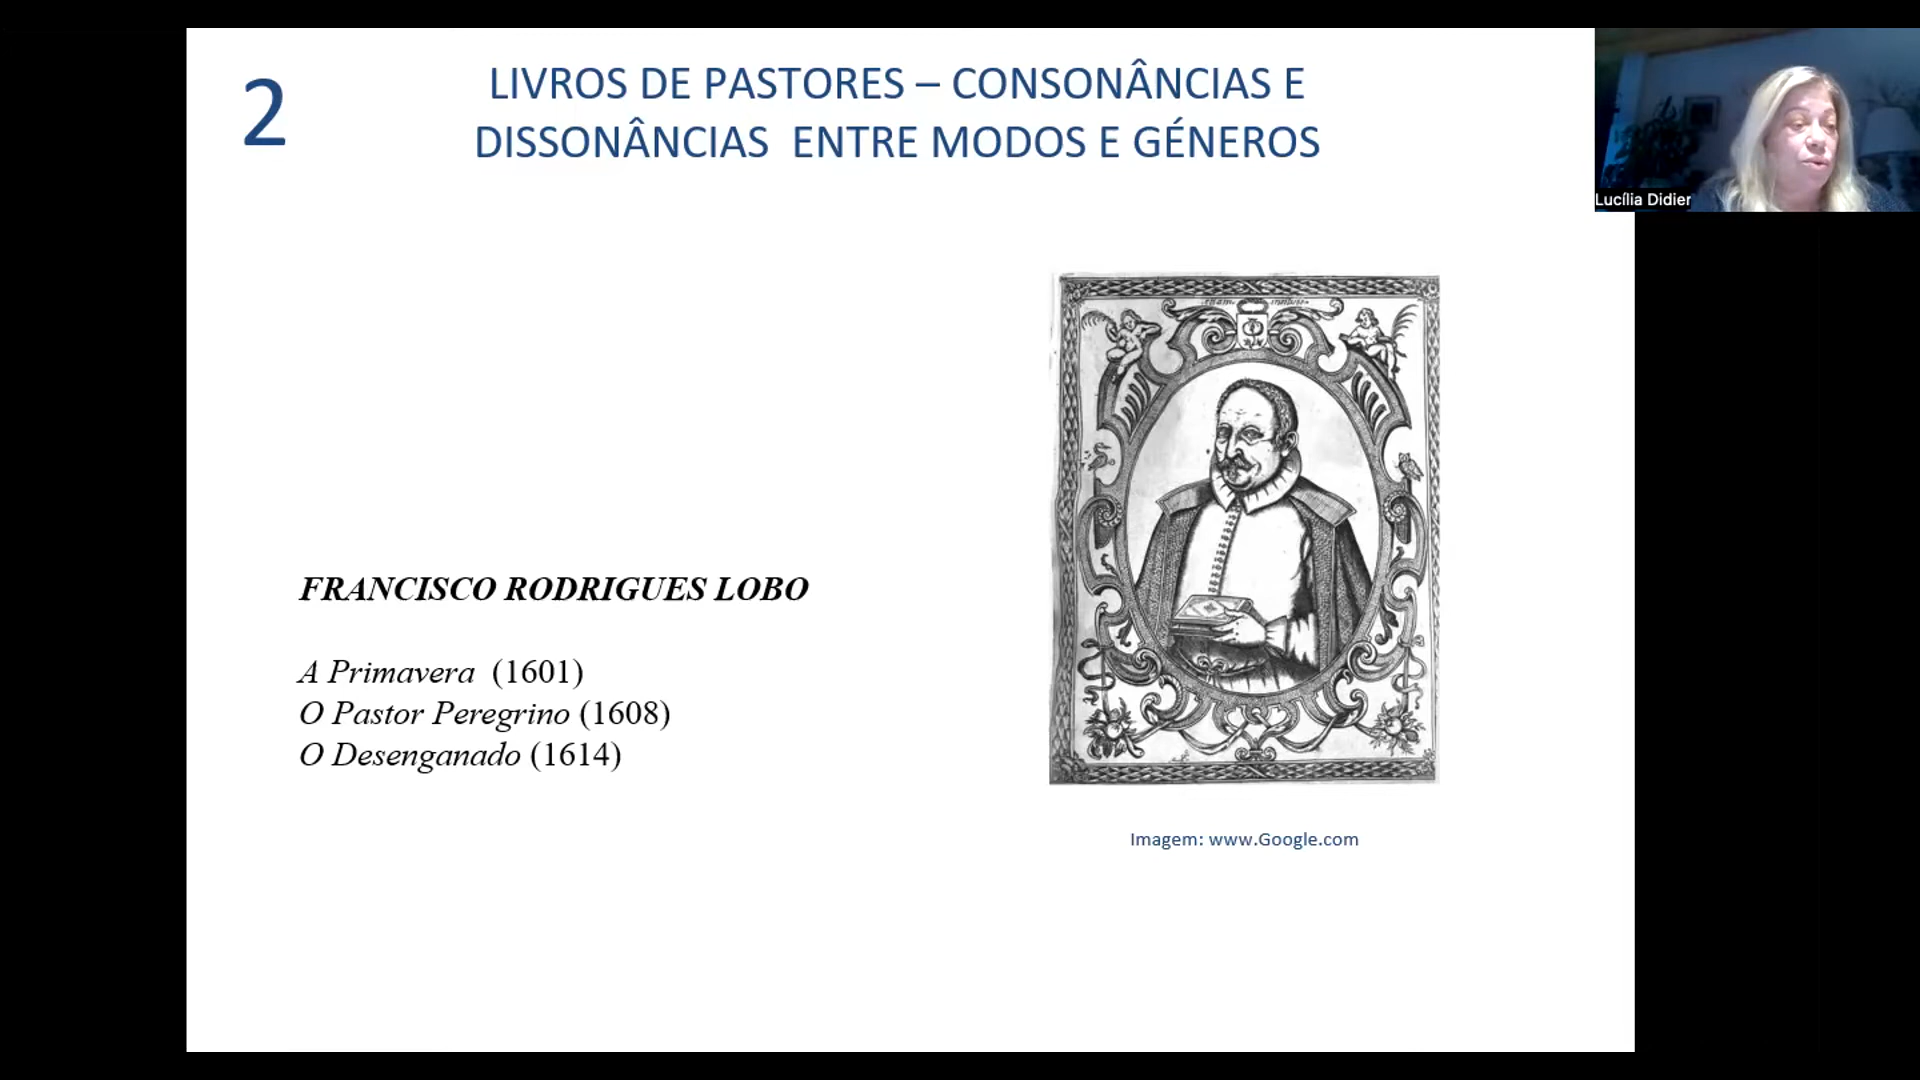 2
LIVROS DE PASTORES – CONSONÂNCIAS E
DISSONÂNCIAS ENTRE MODOS E GÉNEROS
Lucília Didier
FRANCISCO RODRIGUES LOBO
A Primavera (1601)
O Pastor Peregrino (1608)
O Desenganado (1614)
Imagem: www.Google.com